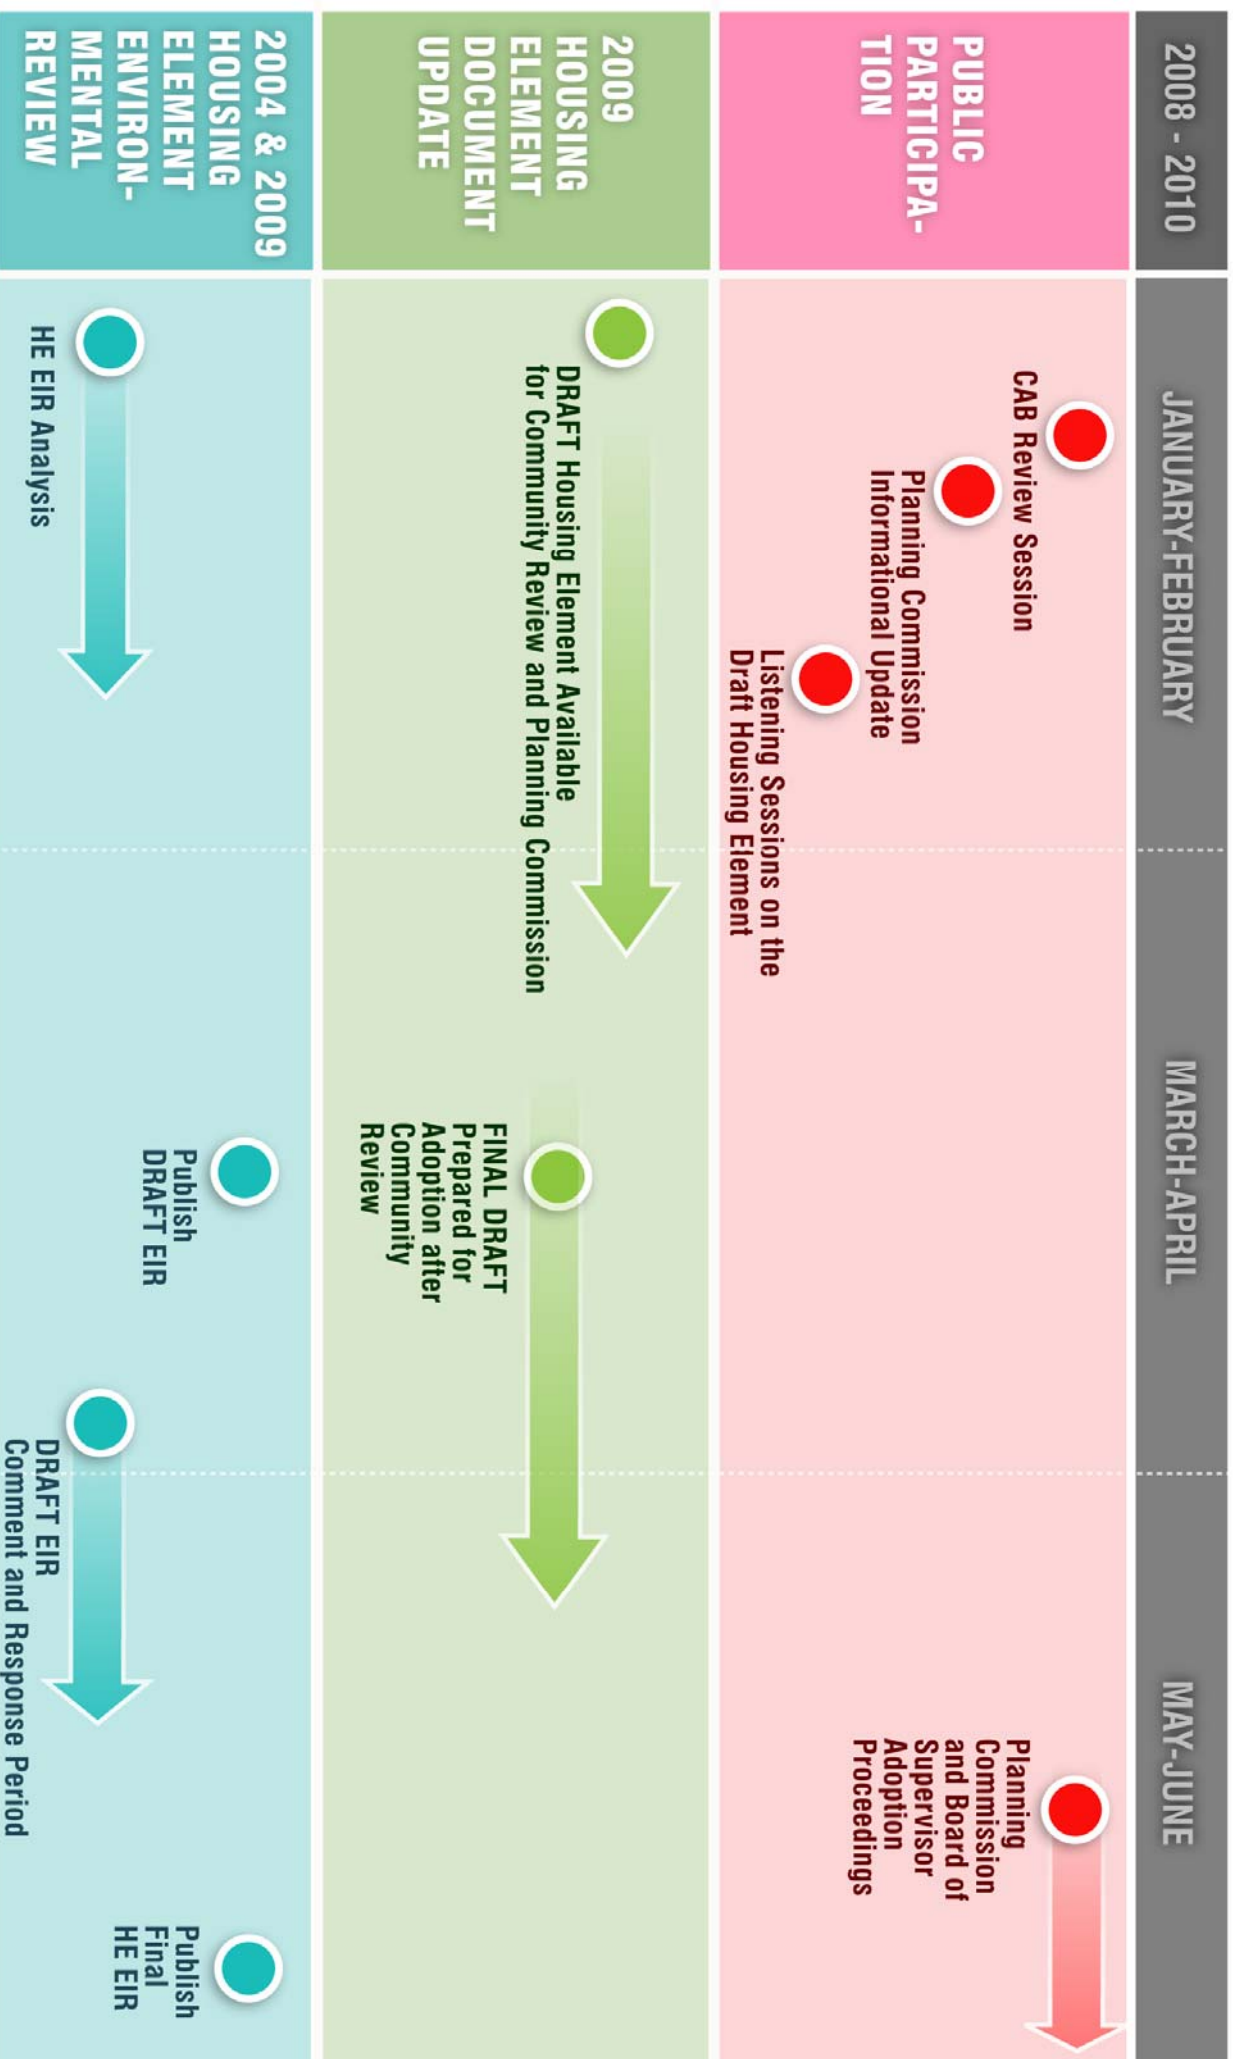 2008 - 2010
JANUARY-FEBRUARY
MARCH-APRIL
MAY-JUNE
PUBLIC
PARTICIPA-
TION
CAB Review Session
Planning Commission
Informational Update
Listening Sessions on the
Draft Housing Element
Planning
Commission
and Board of
Supervisor
Adoption
Proceedings
2009
HOUSING
ELEMENT
DOCUMENT
UPDATE
DRAFT Housing Element Available
for Community Review and Planning Commission
FINAL DRAFT
Prepared for
Adoption after
Community
Review
2004 & 2009
HOUSING
ELEMENT
ENVIRON-
MENTAL
REVIEW
HE EIR Analysis
Publish
DRAFT EIR
DRAFT EIR
Comment and Response Period
Publish
Final
HE EIR